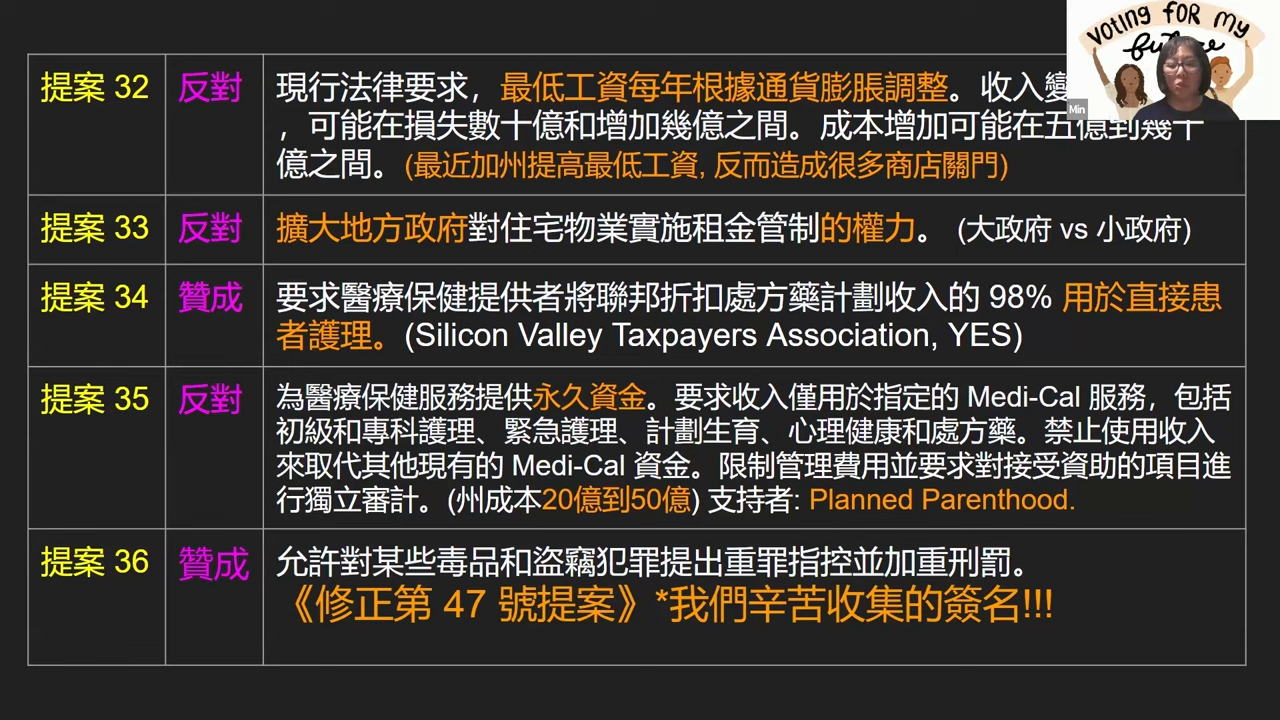 VOTING FOR MY
future
Min
提案 32
反對
現行法律要求，最低工資每年根據通貨膨脹調整。收入變
，可能在損失數十億和增加幾億之間。成本增加可能在五億到幾十
億之間。(最近加州提高最低工資, 反而造成很多商店關門)
提案 33
反對
擴大地方政府對住宅物業實施租金管制的權力。 (大政府 vs 小政府)
提案 34
贊成
要求醫療保健提供者將聯邦折扣處方藥計劃收入的 98% 用於直接患
者護理。(Silicon Valley Taxpayers Association, YES)
提案 35
反對
為醫療保健服務提供永久資金。要求收入僅用於指定的 Medi-Cal 服務，包括
初級和專科護理、緊急護理、計劃生育、心理健康和處方藥。禁止使用收入
來取代其他現有的 Medi-Cal 資金。限制管理費用並要求對接受資助的項目進
行獨立審計。(州成本20億到50億) 支持者: Planned Parenthood.
提案 36
贊成
允許對某些毒品和盜竊犯罪提出重罪指控並加重刑罰。
《修正第 47 號提案》*我們辛苦收集的簽名!!!